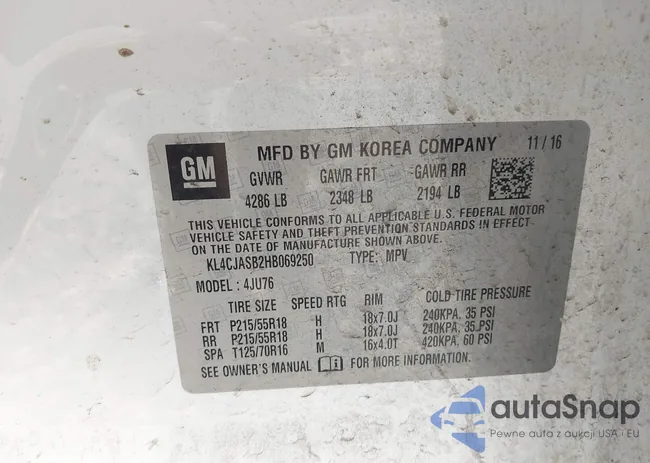 GM
MFD BY GM KOREA COMPANY 11/16
GVWR GAWR FRT GAWR RR
4286 LB 2348 LB 2194 LB
THIS VEHICLE CONFORMS TO ALL APPLICABLE U.S. FEDERAL MOTOR
VEHICLE SAFETY AND THEFT PREVENTION STANDARDS IN EFFECT
ON THE DATE OF MANUFACTURE SHOWN ABOVE.
KL4CJASB2HB069250 TYPE: MPV
MODEL : 4JU76
TIRE SIZE SPEED RTG RIM COLD TIRE PRESSURE
FRT P215/55R18 H 18x7.0J 240KPA, 35 PSI
RR P215/55R18 H 18x7.0J 240KPA, 35 PSI
SPA T125/70R16 M 16x4.0T 420KPA, 60 PSI
SEE OWNER'S MANUAL FOR MORE INFORMATION.
autaSnap
Pewne auta z aukcji USA i EU